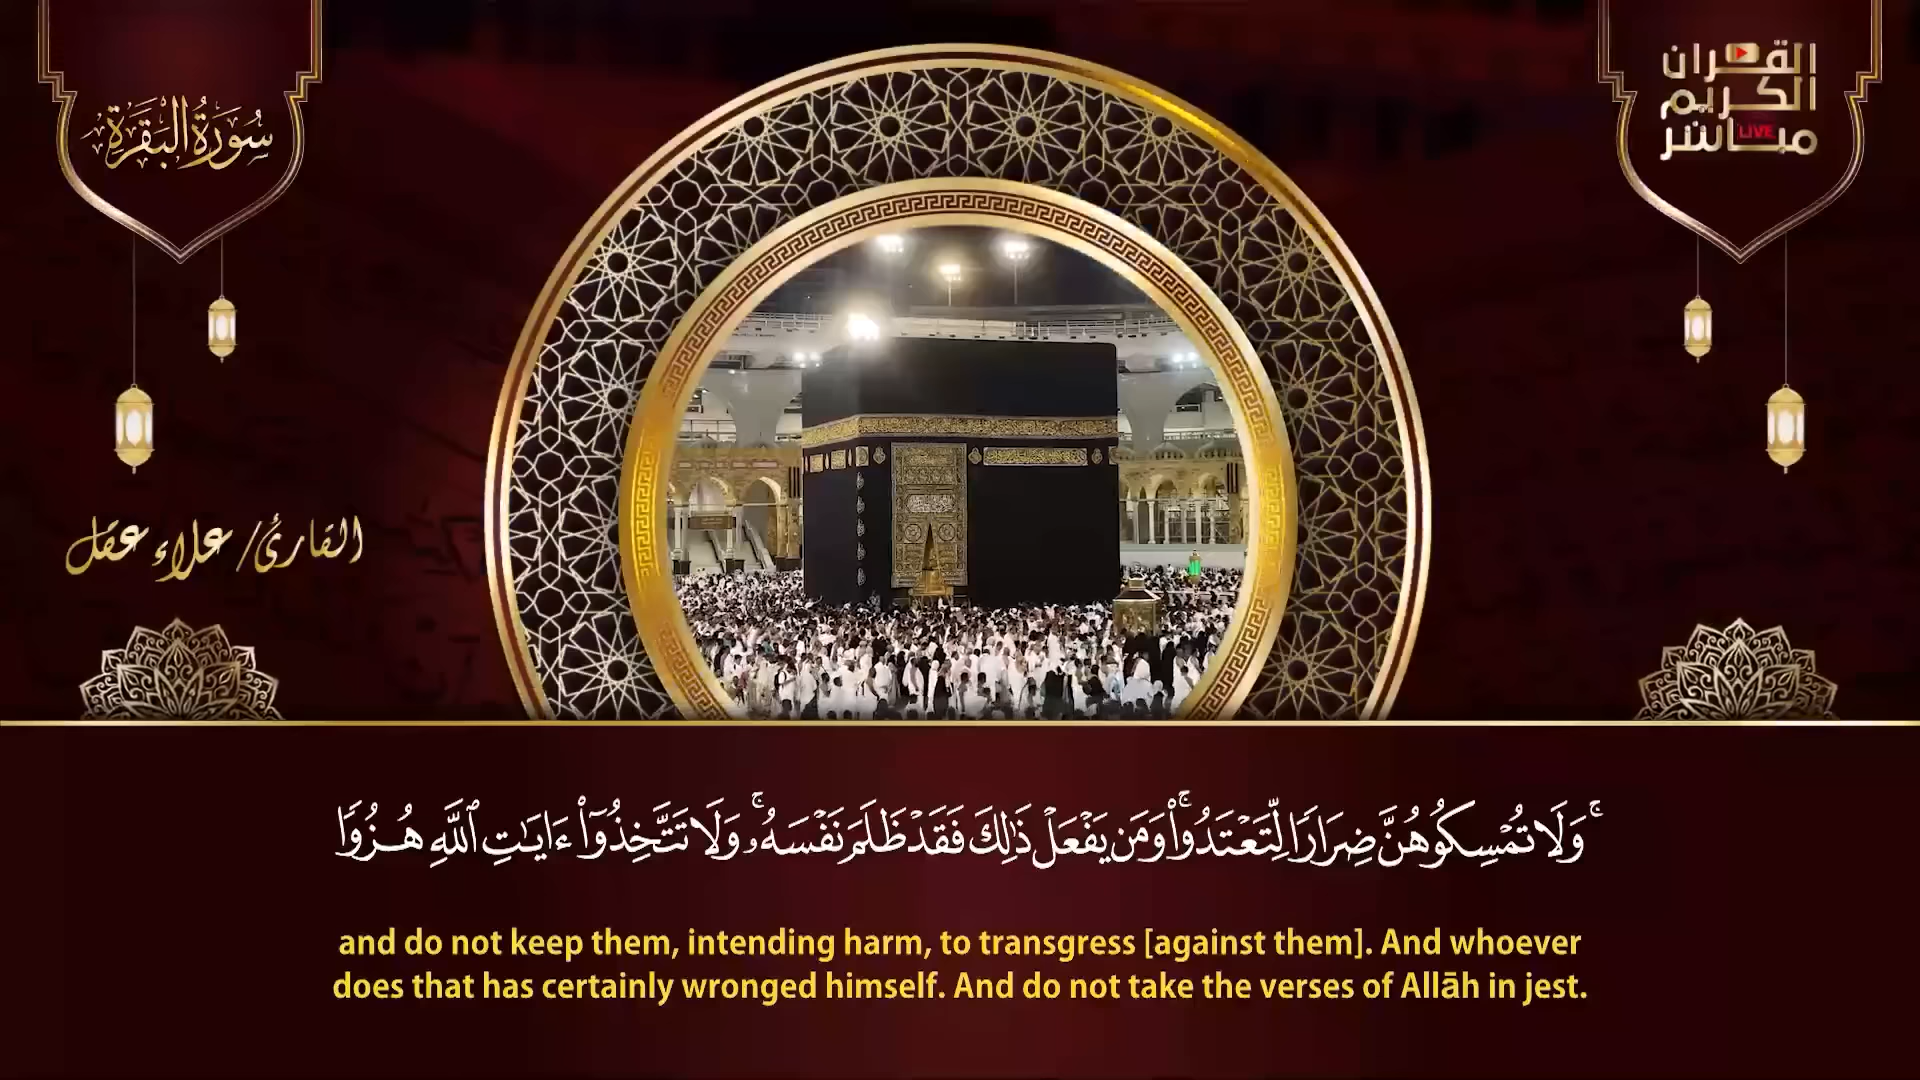 سُورَةُ البَقَرَةِ
القرآن
الكريم
مباشر
LIVE
القارئ/ علاء عقل
ۚ وَلَا تُمْسِكُوهُنَّ ضِرَارًا لِّتَعْتَدُوا۟ ۚ وَمَن يَفْعَلْ ذَٰلِكَ فَقَدْ ظَلَمَ نَفْسَهُۥ ۚ وَلَا تَتَّخِذُوٓا۟ ءَايَـٰتِ ٱللَّهِ هُزُوًا
and do not keep them, intending harm, to transgress [against them]. And whoever
does that has certainly wronged himself. And do not take the verses of Allāh in jest.